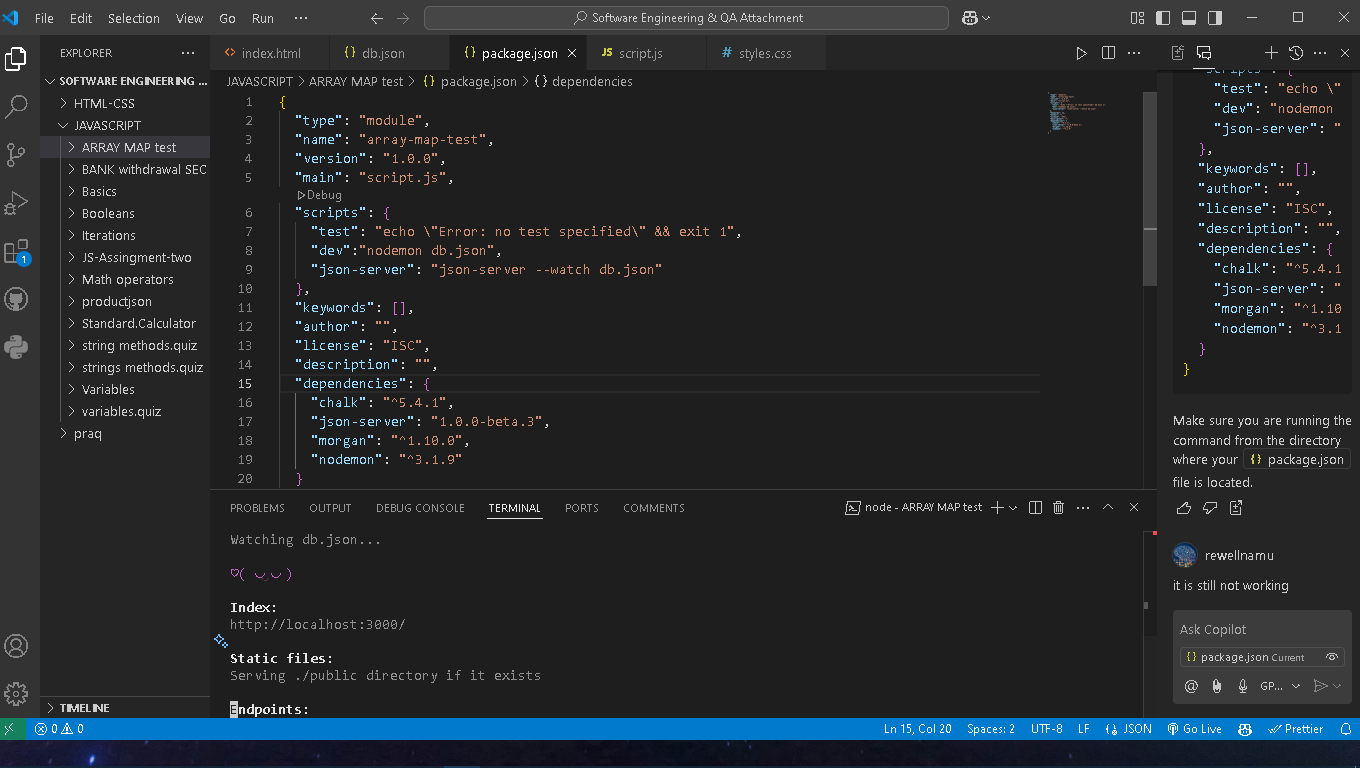 File Edit Selection View Go Run ··· Software Engineering & QA Attachment
EXPLORER ···
SOFTWARE ENGINEERING ...
HTML-CSS
JAVASCRIPT
ARRAY MAP test
BANK withdrawal SEC
Basics
Booleans
Iterations
JS-Assingment-two
Math operators
productjson
Standard.Calculator
string methods.quiz
strings methods.quiz
Variables
variables.quiz
praq
TIMELINE
1
<> index.html {} db.json {} package.json JS script.js # styles.css
JAVASCRIPT > ARRAY MAP test > {} package.json > {} dependencies
1 {
2 "type": "module",
3 "name": "array-map-test",
4 "version": "1.0.0",
5 "main": "script.js",
Debug
6 "scripts": {
7 "test": "echo \"Error: no test specified\" && exit 1",
8 "dev":"nodemon db.json",
9 "json-server": "json-server --watch db.json"
10 },
11 "keywords": [],
12 "author": "",
13 "license": "ISC",
14 "description": "",
15 "dependencies": {
16 "chalk": "^5.4.1",
17 "json-server": "1.0.0-beta.3",
18 "morgan": "^1.10.0",
19 "nodemon": "^3.1.9"
20 }
PROBLEMS OUTPUT DEBUG CONSOLE TERMINAL PORTS COMMENTS node - ARRAY MAP test
Watching db.json...
♡( ◡‿◡ )
Index:
http://localhost:3000/
Static files:
Serving ./public directory if it exists
Endpoints:
"scripts": {
"test": "echo \"
"dev": "nodemon
"json-server": "
},
"keywords": [],
"author": "",
"license": "ISC",
"description": "",
"dependencies": {
"chalk": "^5.4.1
"json-server": "
"morgan": "^1.10
"nodemon": "^3.1
}
}
Make sure you are running the
command from the directory
where your {} package.json
file is located.
rewellnamu
it is still not working
Ask Copilot
{} package.json Current
@ GP...
0 0 Ln 15, Col 20 Spaces: 2 UTF-8 LF {} JSON Go Live Prettier